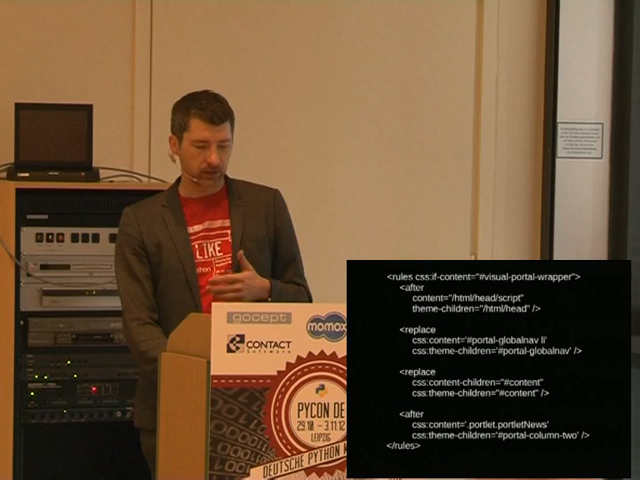 LIKE
gocept
momox
CONTACT
Software
PYCON DE
29.10. - 3.11.12
LEIPZIG
DEUTSCHE PYTHON
<rules css:if-content="#visual-portal-wrapper">
<after
content="/html/head/script"
theme-children="/html/head" />
<replace
css:content='#portal-globalnav li'
css:theme-children='#portal-globalnav' />
<replace
css:content-children="#content"
css:theme-children="#content" />
<after
css:content='.portlet.portletNews'
css:theme-children='#portal-column-two' />
</rules>